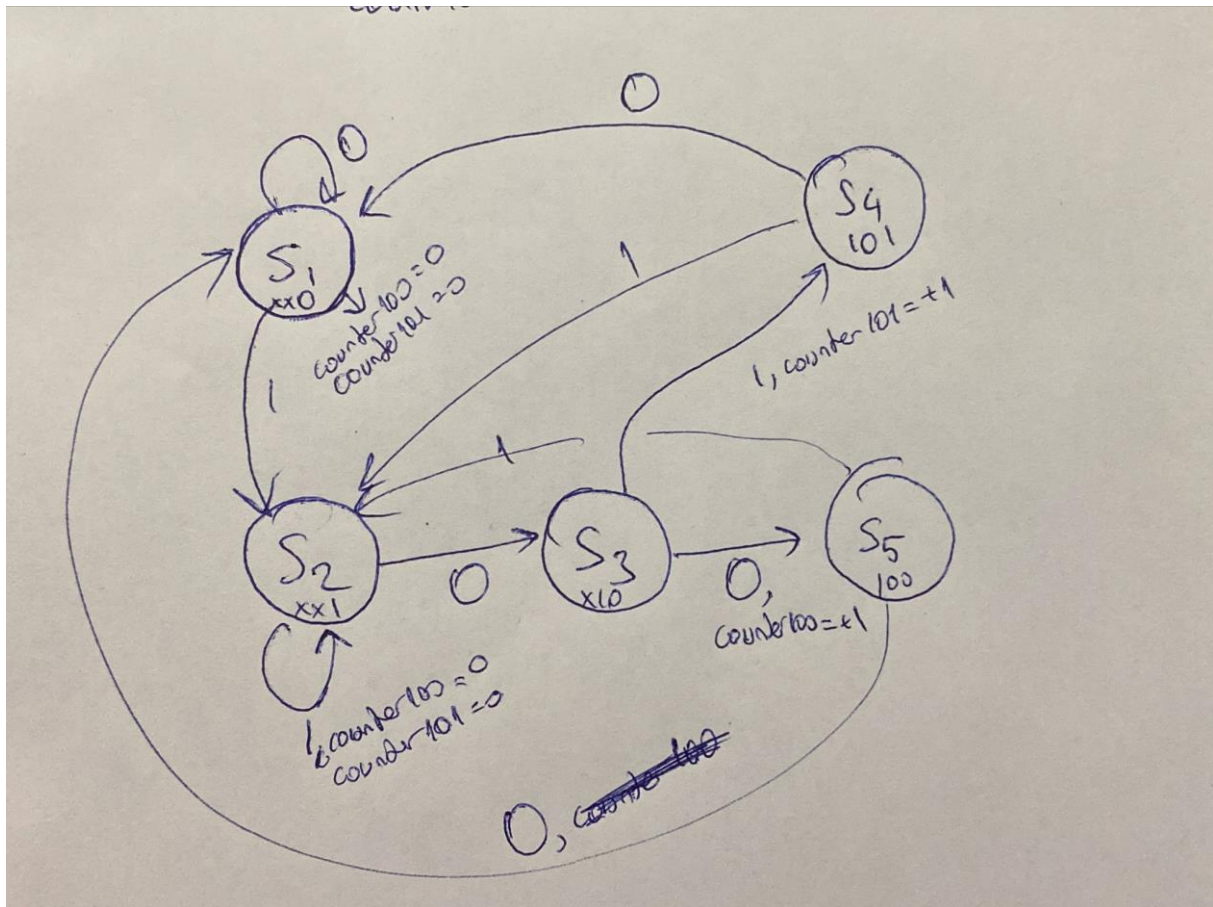 0
0
S4
101
S1
xx0
counter100=0
counter101=0
1
1, counter101=+1
1
1
S2
xx1
0
S3
x10
0,
counter100=+1
S5
100
1, counter100=0
counter101=0
0,